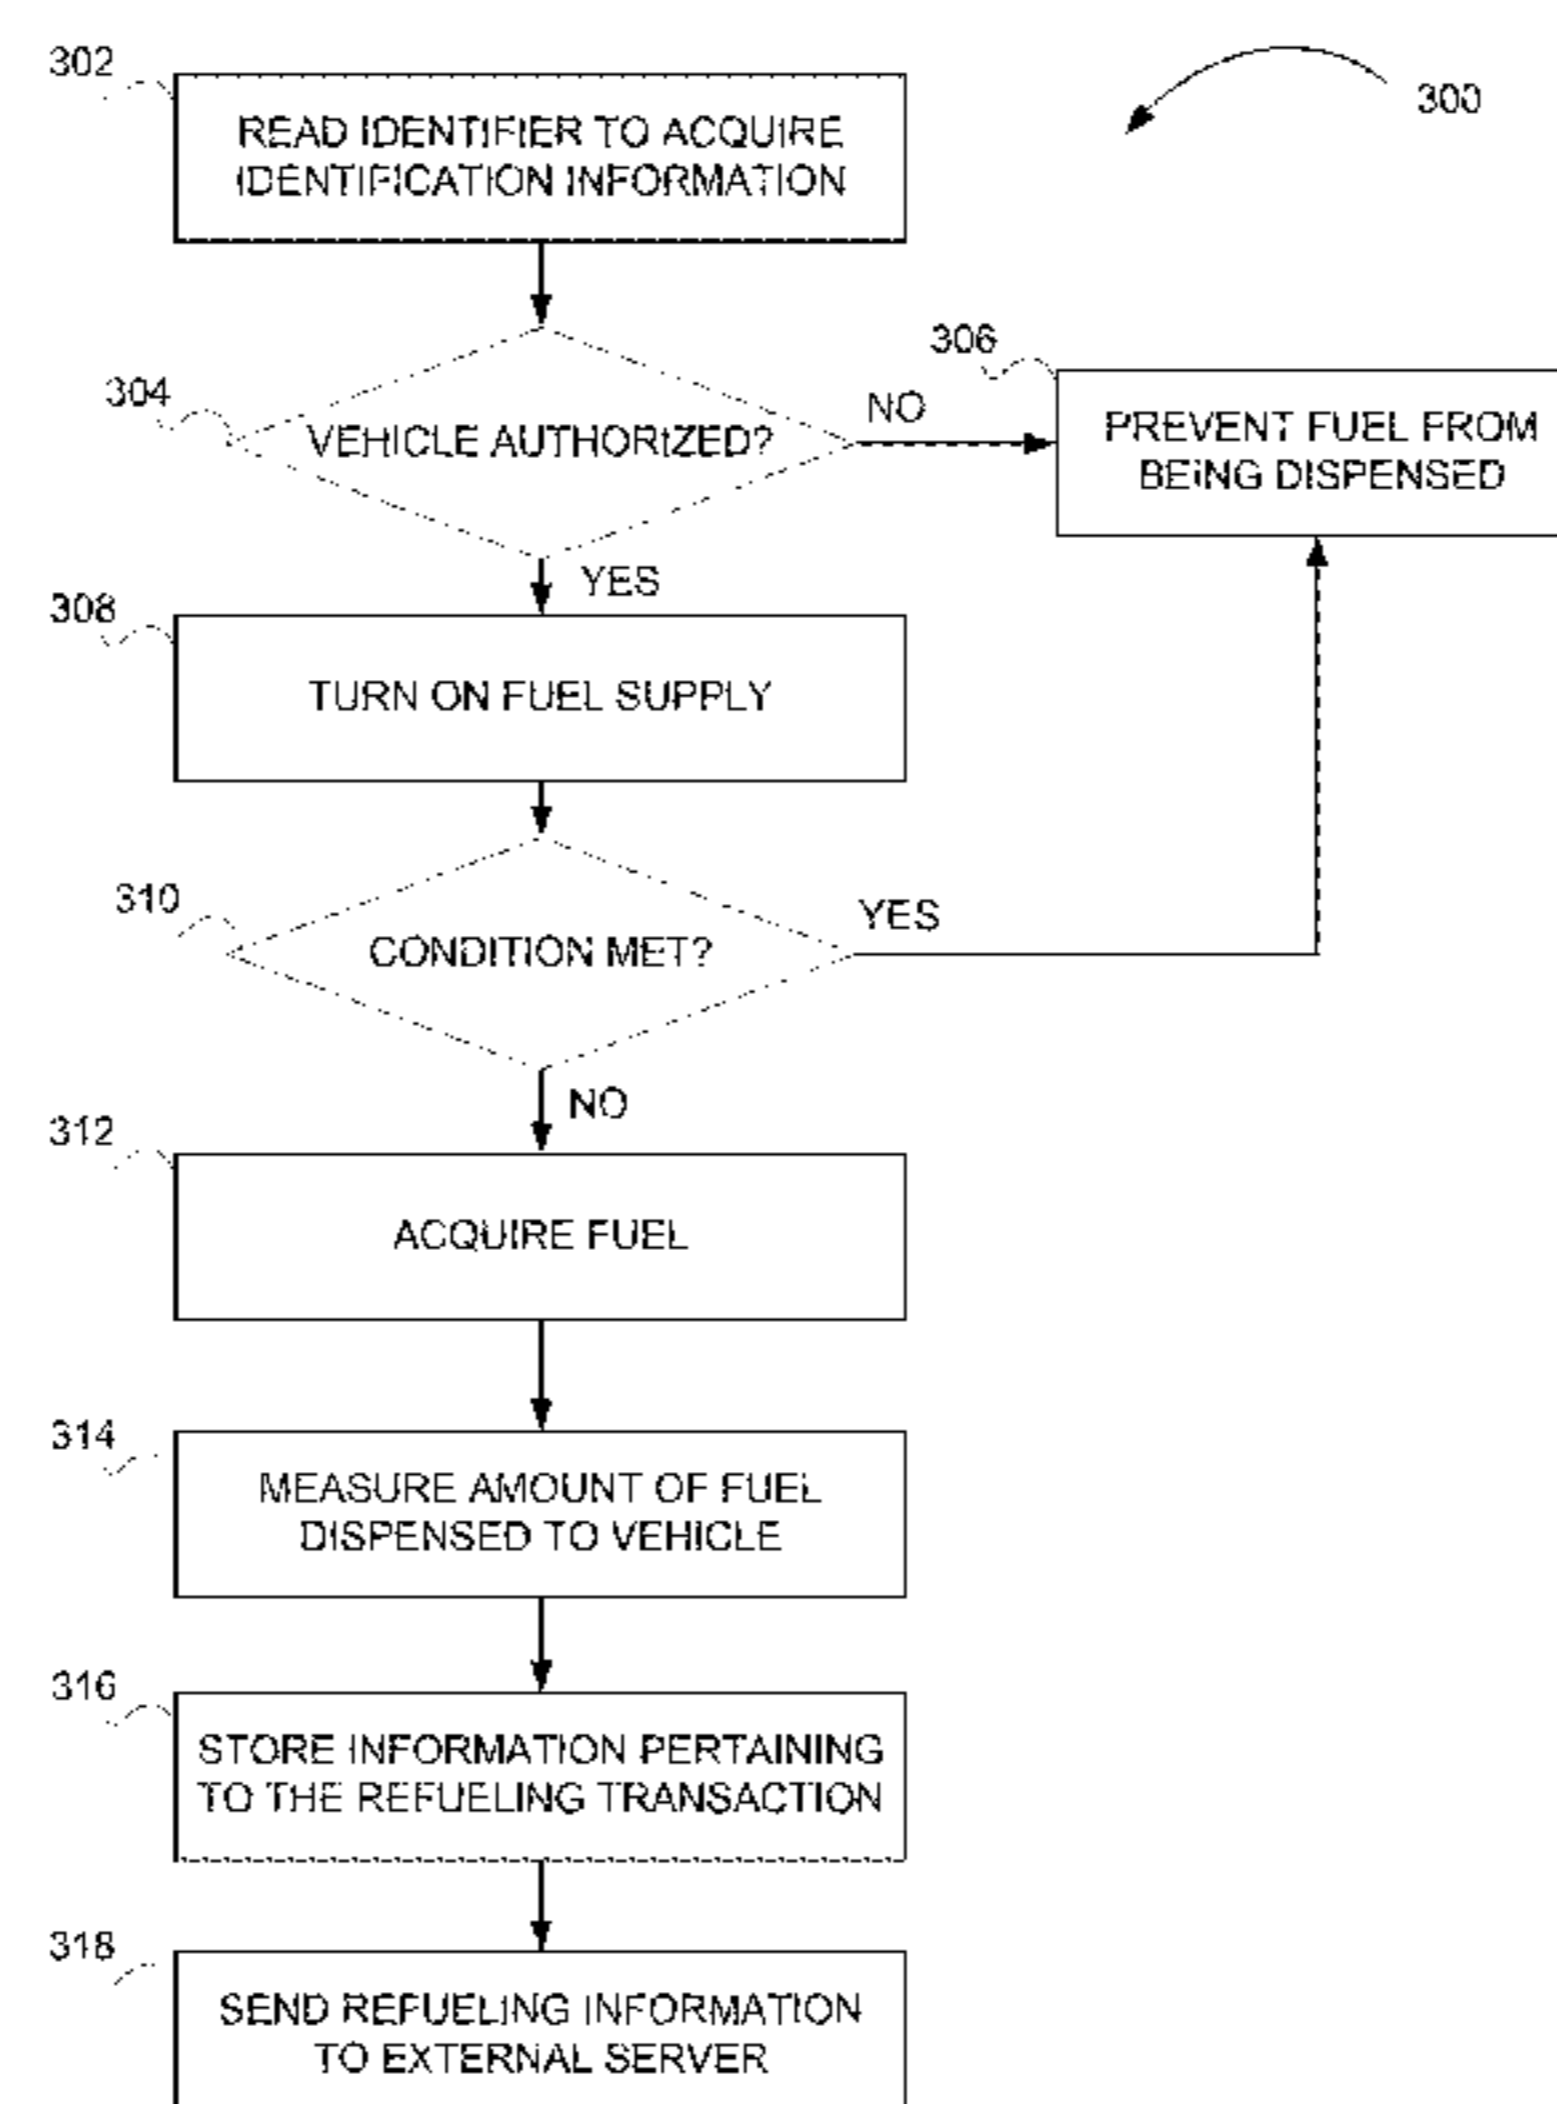 302
300
READ IDENTIFIER TO ACQUIRE
IDENTIFICATION INFORMATION
306
304
NO
VEHICLE AUTHORIZED?
PREVENT FUEL FROM
BEING DISPENSED
YES
308
TURN ON FUEL SUPPLY
310
YES
CONDITION MET?
NO
312
ACQUIRE FUEL
314
MEASURE AMOUNT OF FUEL
DISPENSED TO VEHICLE
316
STORE INFORMATION PERTAINING
TO THE REFUELING TRANSACTION
318
SEND REFUELING INFORMATION
TO EXTERNAL SERVER